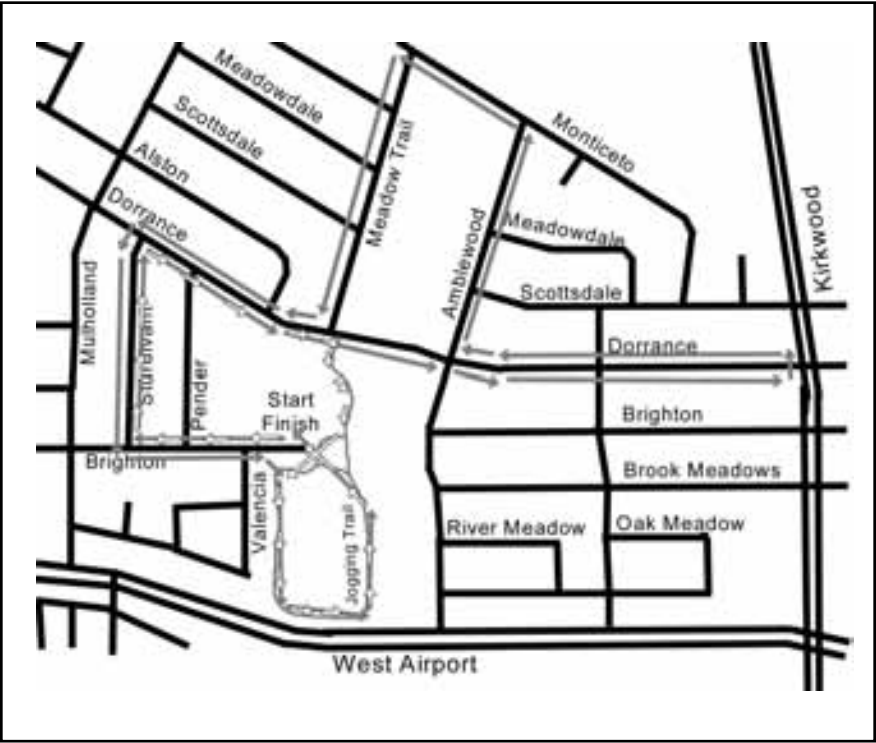 Meadowdale
Scottsdale
Alston
Dorrance
Meadow Trail
Monticeto
Amblewood
Meadowdale
Scottsdale
Kirkwood
Mulholland
Pender
Dorrance
Start
Finish
Brighton
Brighton
Brook Meadows
Valencia
Jogging Trail
River Meadow
Oak Meadow
West Airport